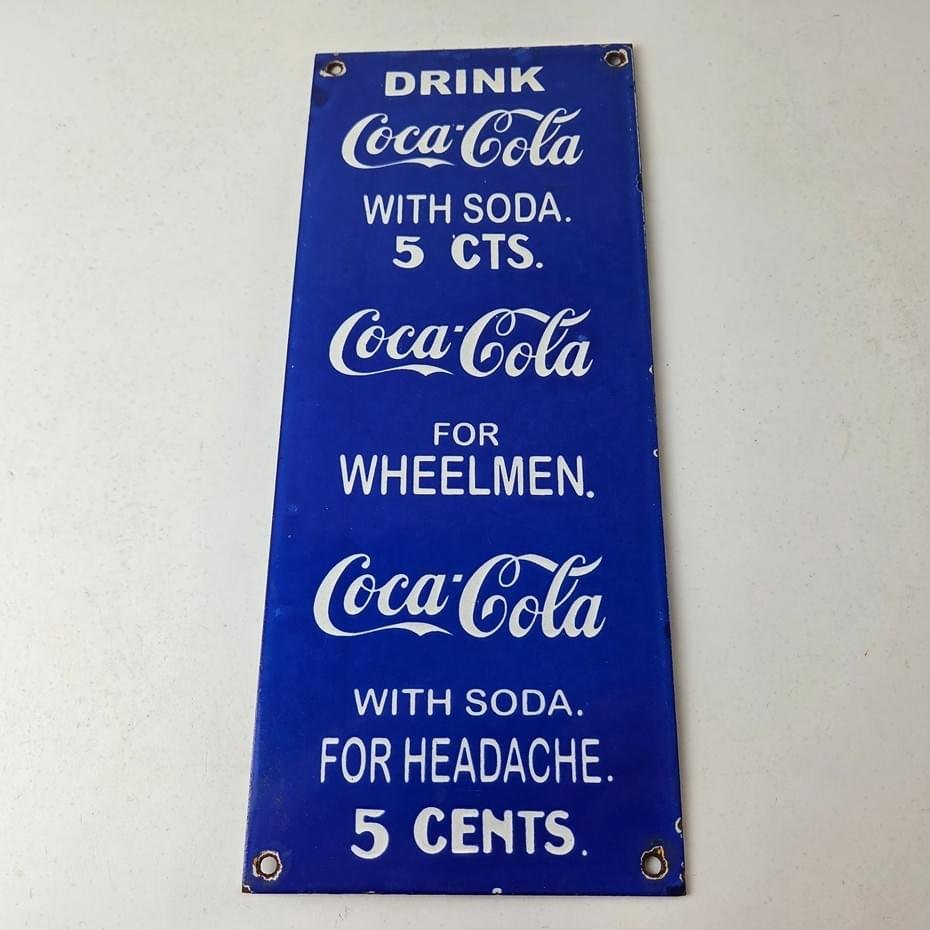 DRINK
Coca-Cola
WITH SODA.
5 CTS.
Coca-Cola
FOR
WHEELMEN.
Coca-Cola
WITH SODA.
FOR HEADACHE.
5 CENTS.